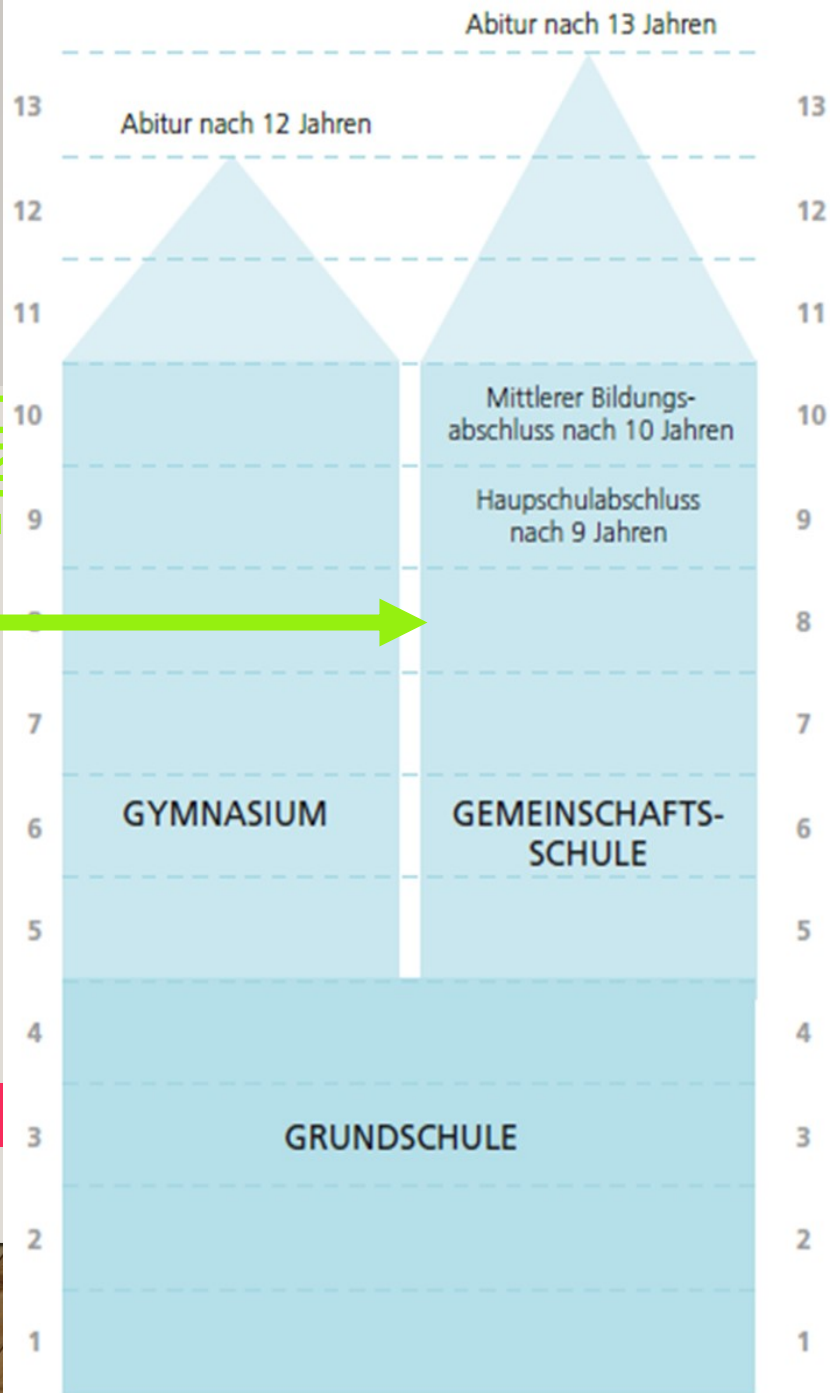 Abitur nach 13 Jahren
13
13
Abitur nach 12 Jahren
12
12
11
11
Mittlerer Bildungs-
10
10
abschluss nach 10 Jahren
Haupschulabschluss
9
9
nach 9 Jahren
8
7
7
GYMNASIUM
GEMEINSCHAFTS-
6
6
SCHULE
5
5
4
4
3
GRUNDSCHULE
3
2
2
1
1